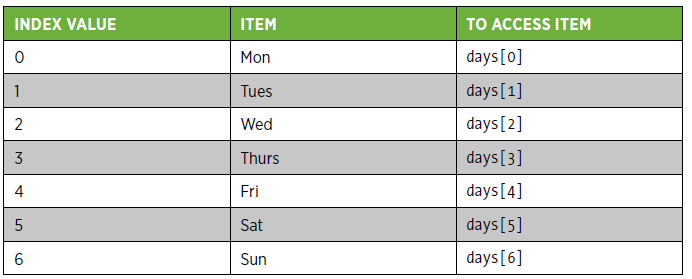 INDEX VALUE ITEM TO ACCESS ITEM
0 Mon days[0]
1 Tues days[1]
2 Wed days[2]
3 Thurs days[3]
4 Fri days[4]
5 Sat days[5]
6 Sun days[6]